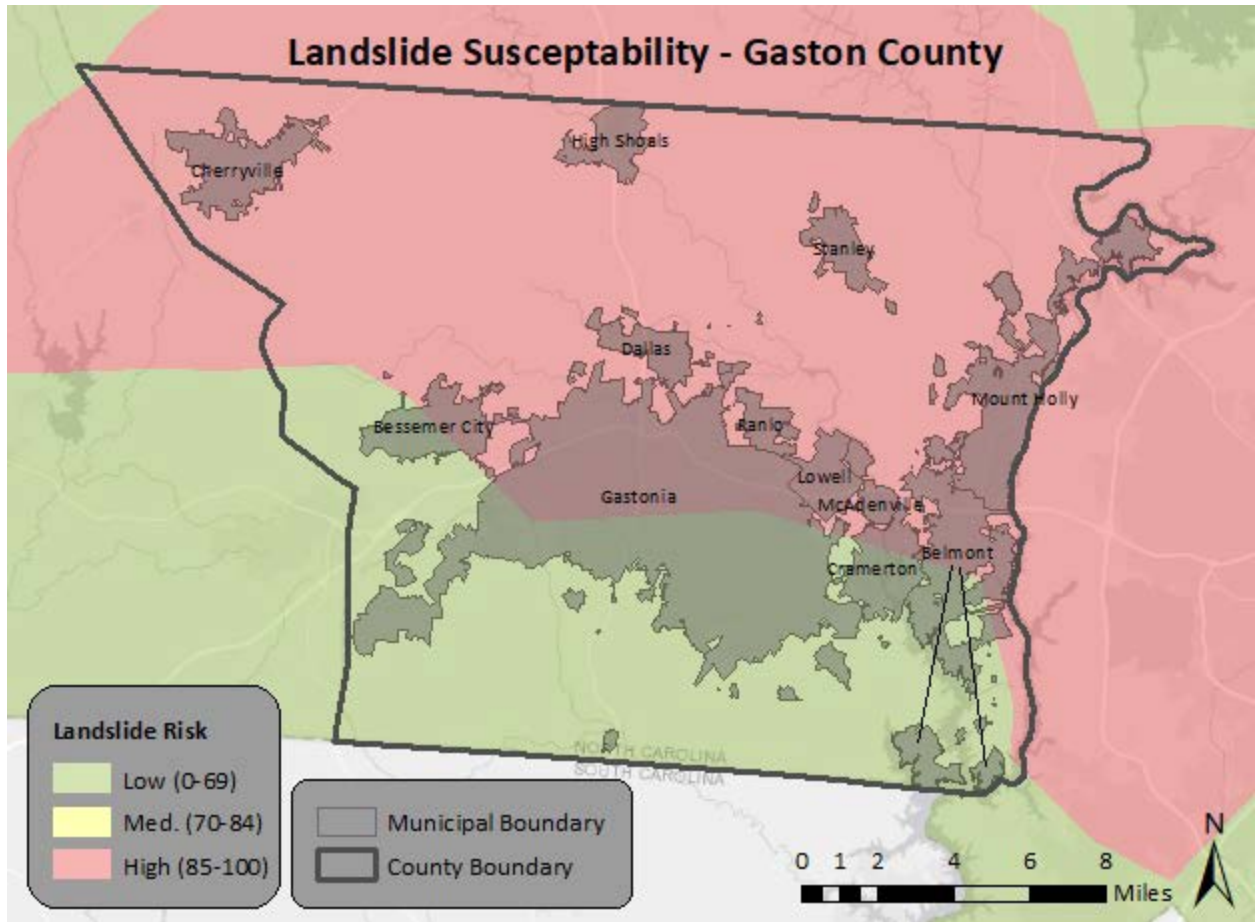 Landslide Susceptability - Gaston County
High Shoals
Cherryville
Stanley
Dallas
Mount Holly
Bessemer City
Ranlo
Lowell
Gastonia
McAdenville
Belmont
Cramerton
NORTH CAROLINA
SOUTH CAROLINA
Landslide Risk
Low (0-69)
Med. (70-84)
High (85-100)
Municipal Boundary
County Boundary
N
0 1 2 4 6 8
Miles